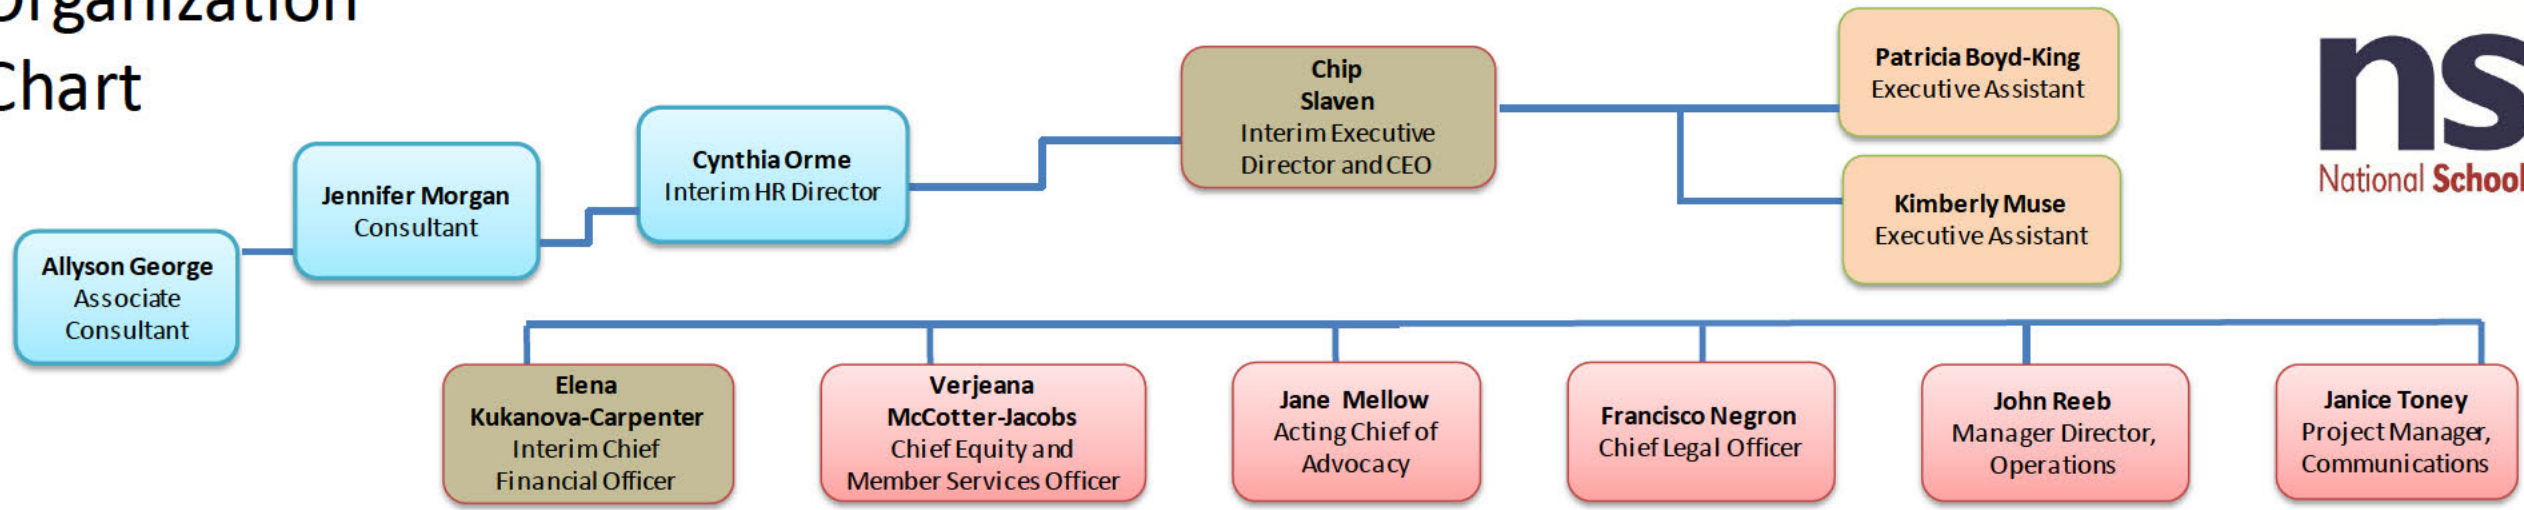 Organization
Chart
Chip
Slaven
Interim Executive
Director and CEO
Patricia Boyd-King
Executive Assistant
Kimberly Muse
Executive Assistant
ns
National School
Cynthia Orme
Interim HR Director
Jennifer Morgan
Consultant
Allyson George
Associate
Consultant
Elena
Kukanova-Carpenter
Interim Chief
Financial Officer
Verjeana
McCotter-Jacobs
Chief Equity and
Member Services Officer
Jane Mellow
Acting Chief of
Advocacy
Francisco Negron
Chief Legal Officer
John Reeb
Manager Director,
Operations
Janice Toney
Project Manager,
Communications